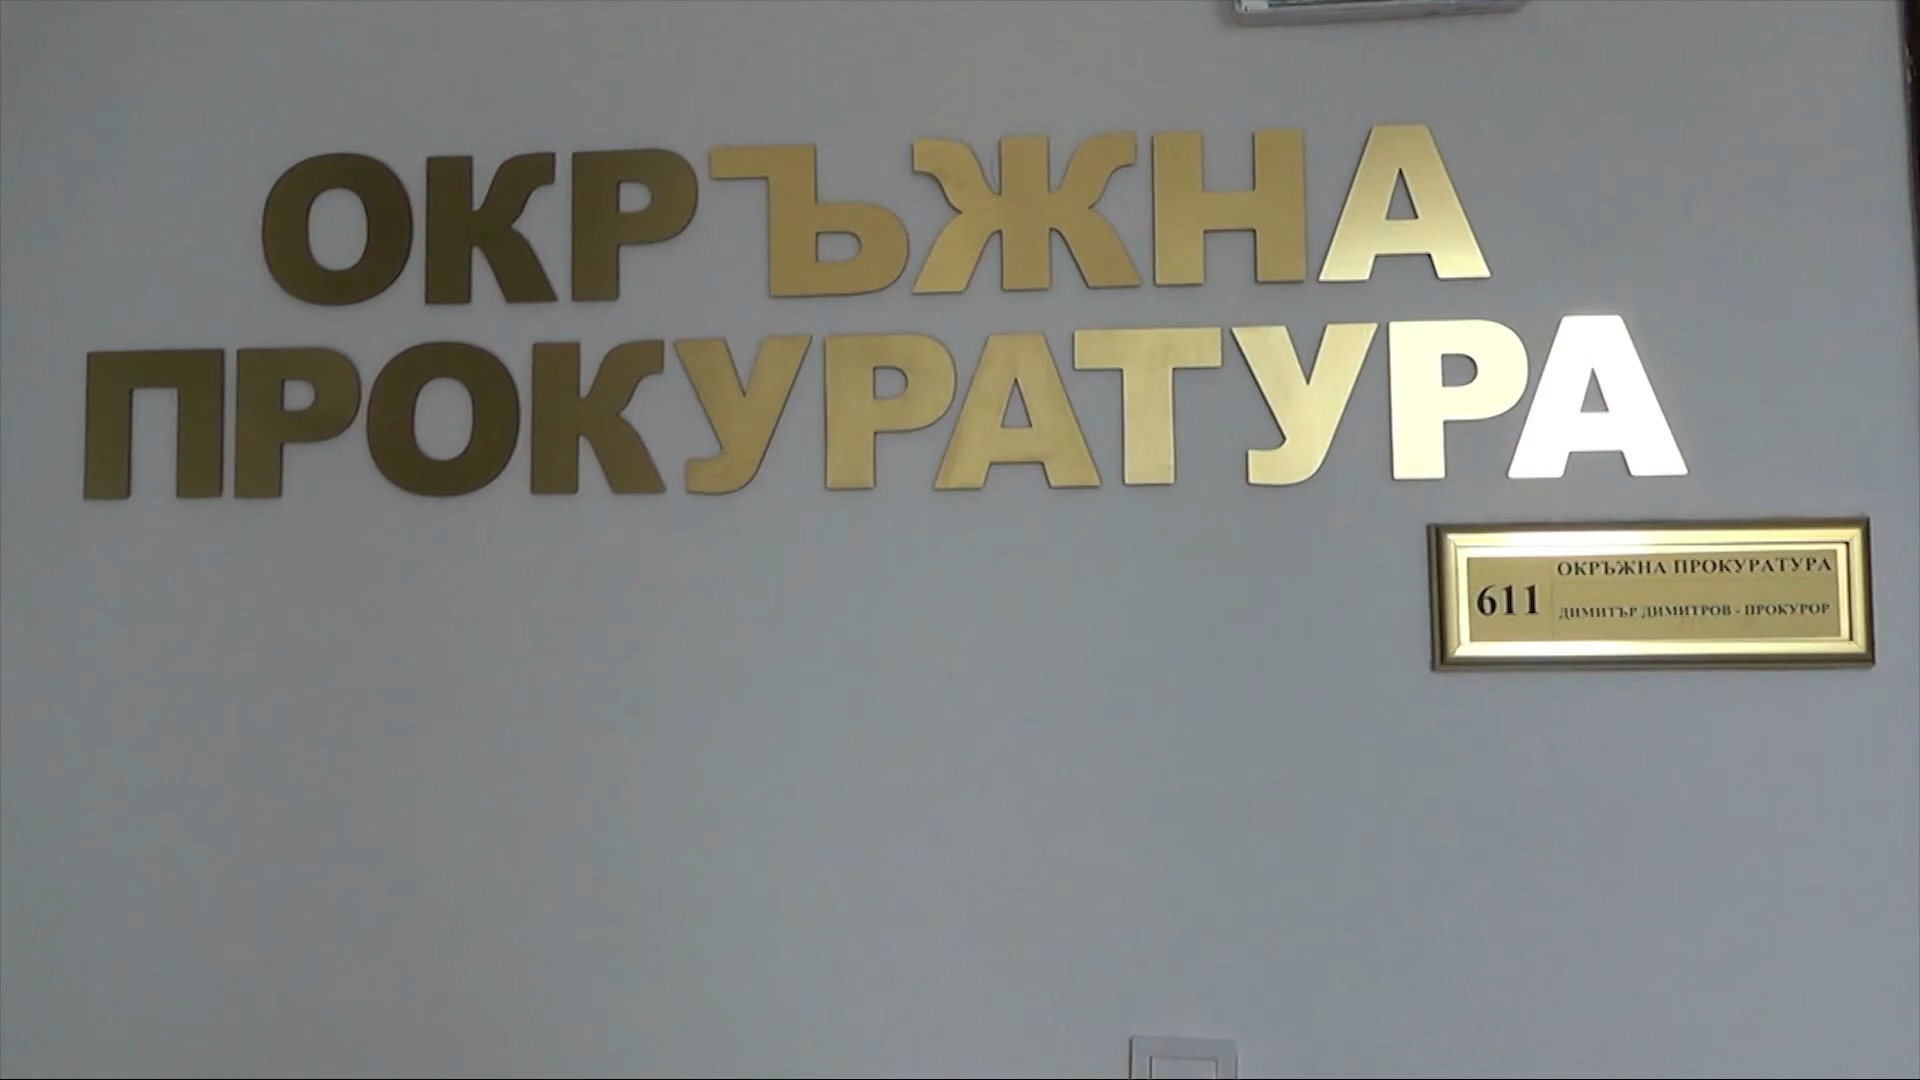 ОКРЪЖНА
ПРОКУРАТУРА
611
ОКРЪЖНА ПРОКУРАТУРА
ДИМИТЪР ДИМИТРОВ - ПРОКУРОР